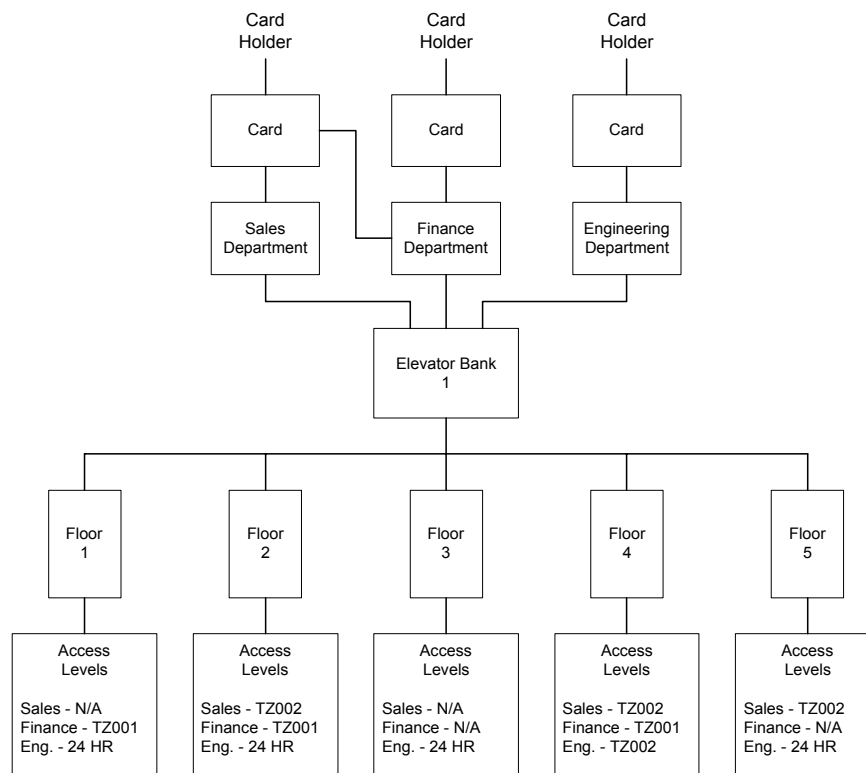 Card
Holder
Card
Holder
Card
Holder
Card
Card
Card
Sales
Department
Finance
Department
Engineering
Department
Elevator Bank
1
Floor
1
Floor
2
Floor
3
Floor
4
Floor
5
Access
Levels
Sales - N/A
Finance - TZ001
Eng. - 24 HR
Access
Levels
Sales - TZ002
Finance - TZ001
Eng. - 24 HR
Access
Levels
Sales - N/A
Finance - N/A
Eng. - 24 HR
Access
Levels
Sales - TZ002
Finance - TZ001
Eng. - TZ002
Access
Levels
Sales - TZ002
Finance - N/A
Eng. - 24 HR